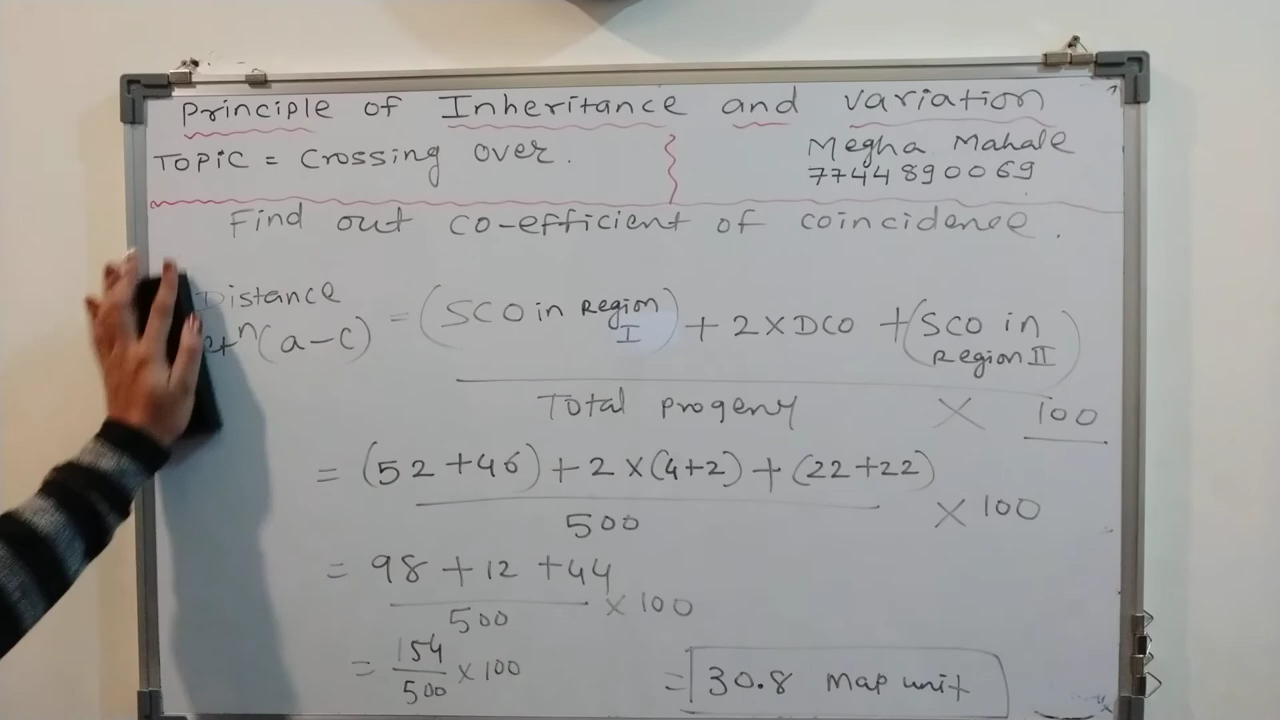 Principle of Inheritance and variation
TOPIC = Crossing over.
Megha Mahale
7744890069
Find out co-efficient of coincidence.
Distance
(a-c) = (SCO in Region I) + 2×DCO + (SCO in Region II)
Total progeny × 100
= (52+46) + 2×(4+2) + (22+22)
500 × 100
= 98 + 12 + 44
500 × 100
= 154/500 × 100 = 30.8 map unit